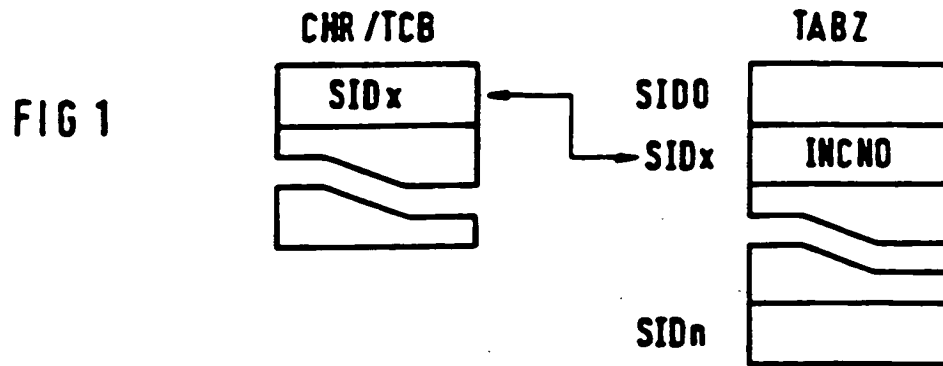 CHR/TCB
TABZ
FIG 1
SIDx
SID0
SIDx
INCNO
SIDn